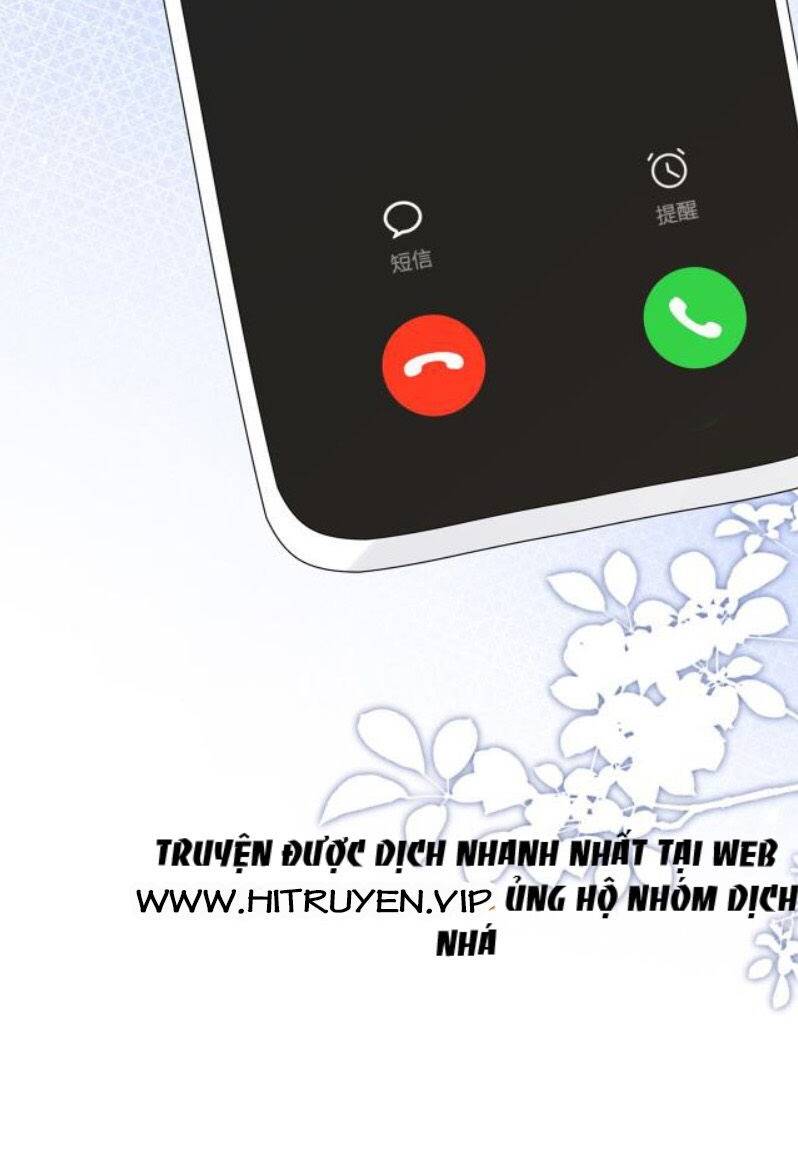 提醒
短信
TRUYỆN ĐƯỢC DỊCH NHANH NHẤT TẠI WEB
WWW.HITRUYEN.VIP ỦNG HỘ NHÓM DỊCH
NHÁ